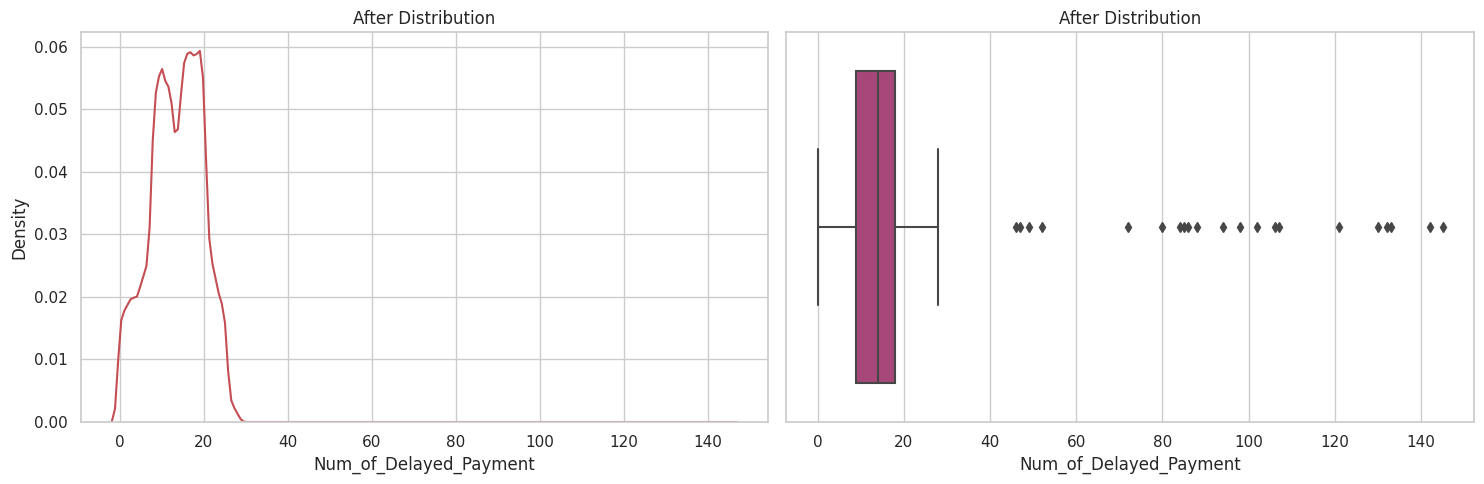 After Distribution
0.06
0.05
0.04
0.03
0.02
0.01
0.00
Density
0 20 40 60 80 100 120 140
Num_of_Delayed_Payment
After Distribution
0 20 40 60 80 100 120 140
Num_of_Delayed_Payment